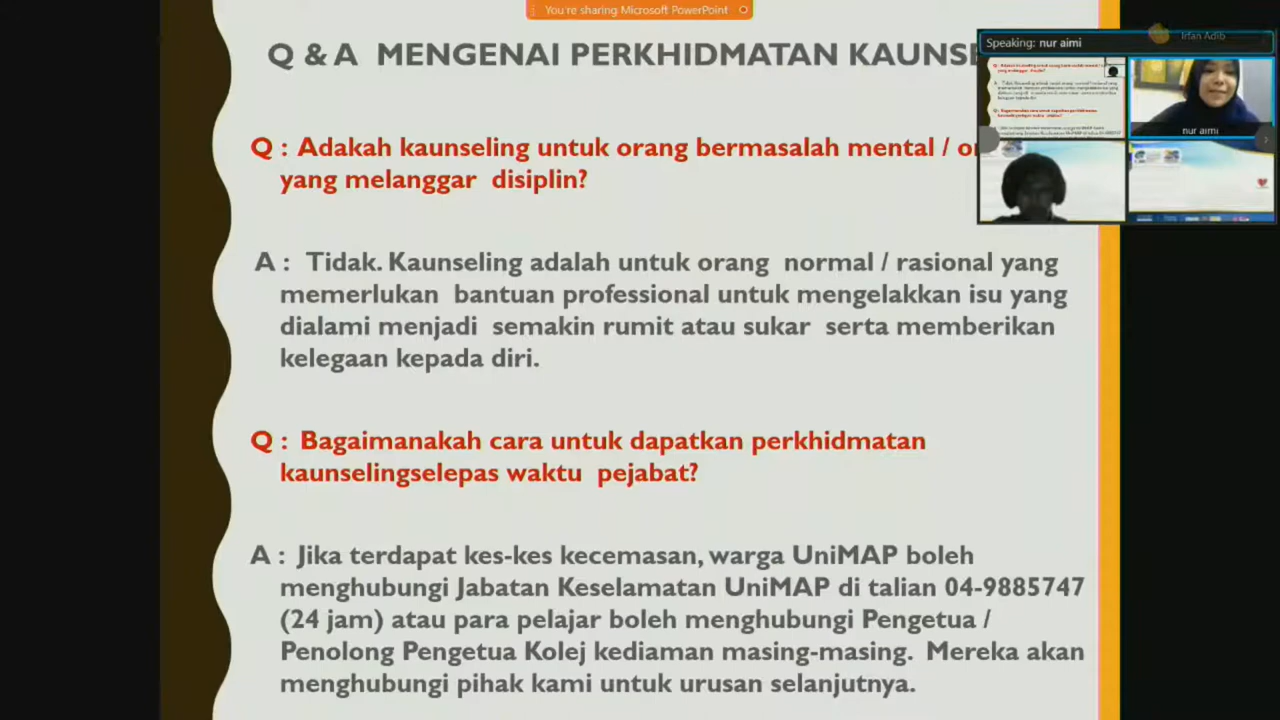 You're sharing Microsoft PowerPoint
Q & A MENGENAI PERKHIDMATAN KAUNSE
Speaking: nur aimi
Irfan Adib
nur aimi
Q : Adakah kaunseling untuk orang bermasalah mental /
yang melanggar disiplin?
A : Tidak. Kaunseling adalah untuk orang normal / rasional yang
memerlukan bantuan professional untuk mengelakkan isu yang
dialami menjadi semakin rumit atau sukar serta memberikan
kelegaan kepada diri.
Q : Bagaimanakah cara untuk dapatkan perkhidmatan
kaunselingselepas waktu pejabat?
A : Jika terdapat kes-kes kecemasan, warga UniMAP boleh
menghubungi Jabatan Keselamatan UniMAP di talian 04-9885747
(24 jam) atau para pelajar boleh menghubungi Pengetua /
Penolong Pengetua Kolej kediaman masing-masing. Mereka akan
menghubungi pihak kami untuk urusan selanjutnya.